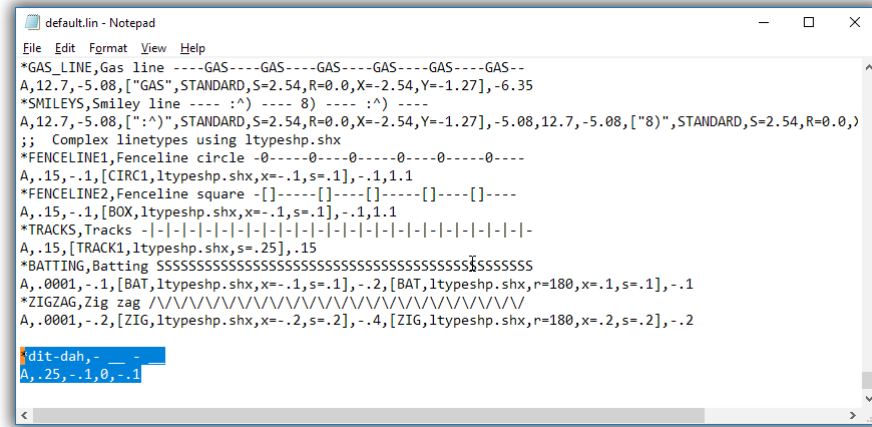 default.lin - Notepad
File Edit Format View Help
*GAS_LINE,Gas line ----GAS----GAS----GAS----GAS----GAS----GAS--
A,12.7,-5.08,["GAS",STANDARD,S=2.54,R=0.0,X=-2.54,Y=-1.27],-6.35
*SMILEYS,Smiley line ---- :^) ---- 8) ---- :^) ----
A,12.7,-5.08,[":^)",STANDARD,S=2.54,R=0.0,X=-2.54,Y=-1.27],-5.08,12.7,-5.08,["8)",STANDARD,S=2.54,R=0.0,X
;;  Complex linetypes using ltypeshp.shx
*FENCELINE1,Fenceline circle -0-----0----0-----0----0-----0----
A,.15,-.1,[CIRC1,ltypeshp.shx,x=-.1,s=.1],-.1,1.1
*FENCELINE2,Fenceline square -[]-----[]----[]-----[]----[]----
A,.15,-.1,[BOX,ltypeshp.shx,x=-.1,s=.1],-.1,1.1
*TRACKS,Tracks -|-|-|-|-|-|-|-|-|-|-|-|-|-|-|-|-|-|-|-|-|-|-|-
A,.15,[TRACK1,ltypeshp.shx,s=.25],.15
*BATTING,Batting SSSSSSSSSSSSSSSSSSSSSSSSSSSSSSSSSSSSSSSSSSSSSSS
A,.0001,-.1,[BAT,ltypeshp.shx,x=-.1,s=.1],-.2,[BAT,ltypeshp.shx,r=180,x=.1,s=.1],-.1
*ZIGZAG,Zig zag /\/\/\/\/\/\/\/\/\/\/\/\/\/\/\/\/\/\/\/\/\/\/\/
A,.0001,-.2,[ZIG,ltypeshp.shx,x=-.2,s=.2],-.4,[ZIG,ltypeshp.shx,r=180,x=.2,s=.2],-.2
*dit-dah,- __ - __
A,.25,-.1,0,-.1